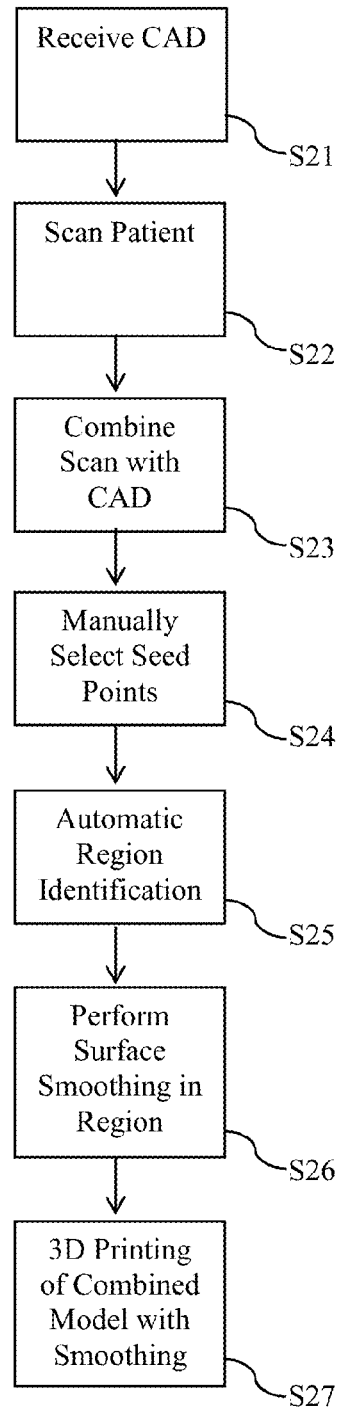 Receive CAD
S21
Scan Patient
S22
Combine
Scan with
CAD
S23
Manually
Select Seed
Points
S24
Automatic
Region
Identification
S25
Perform
Surface
Smoothing in
Region
S26
3D Printing
of Combined
Model with
Smoothing
S27